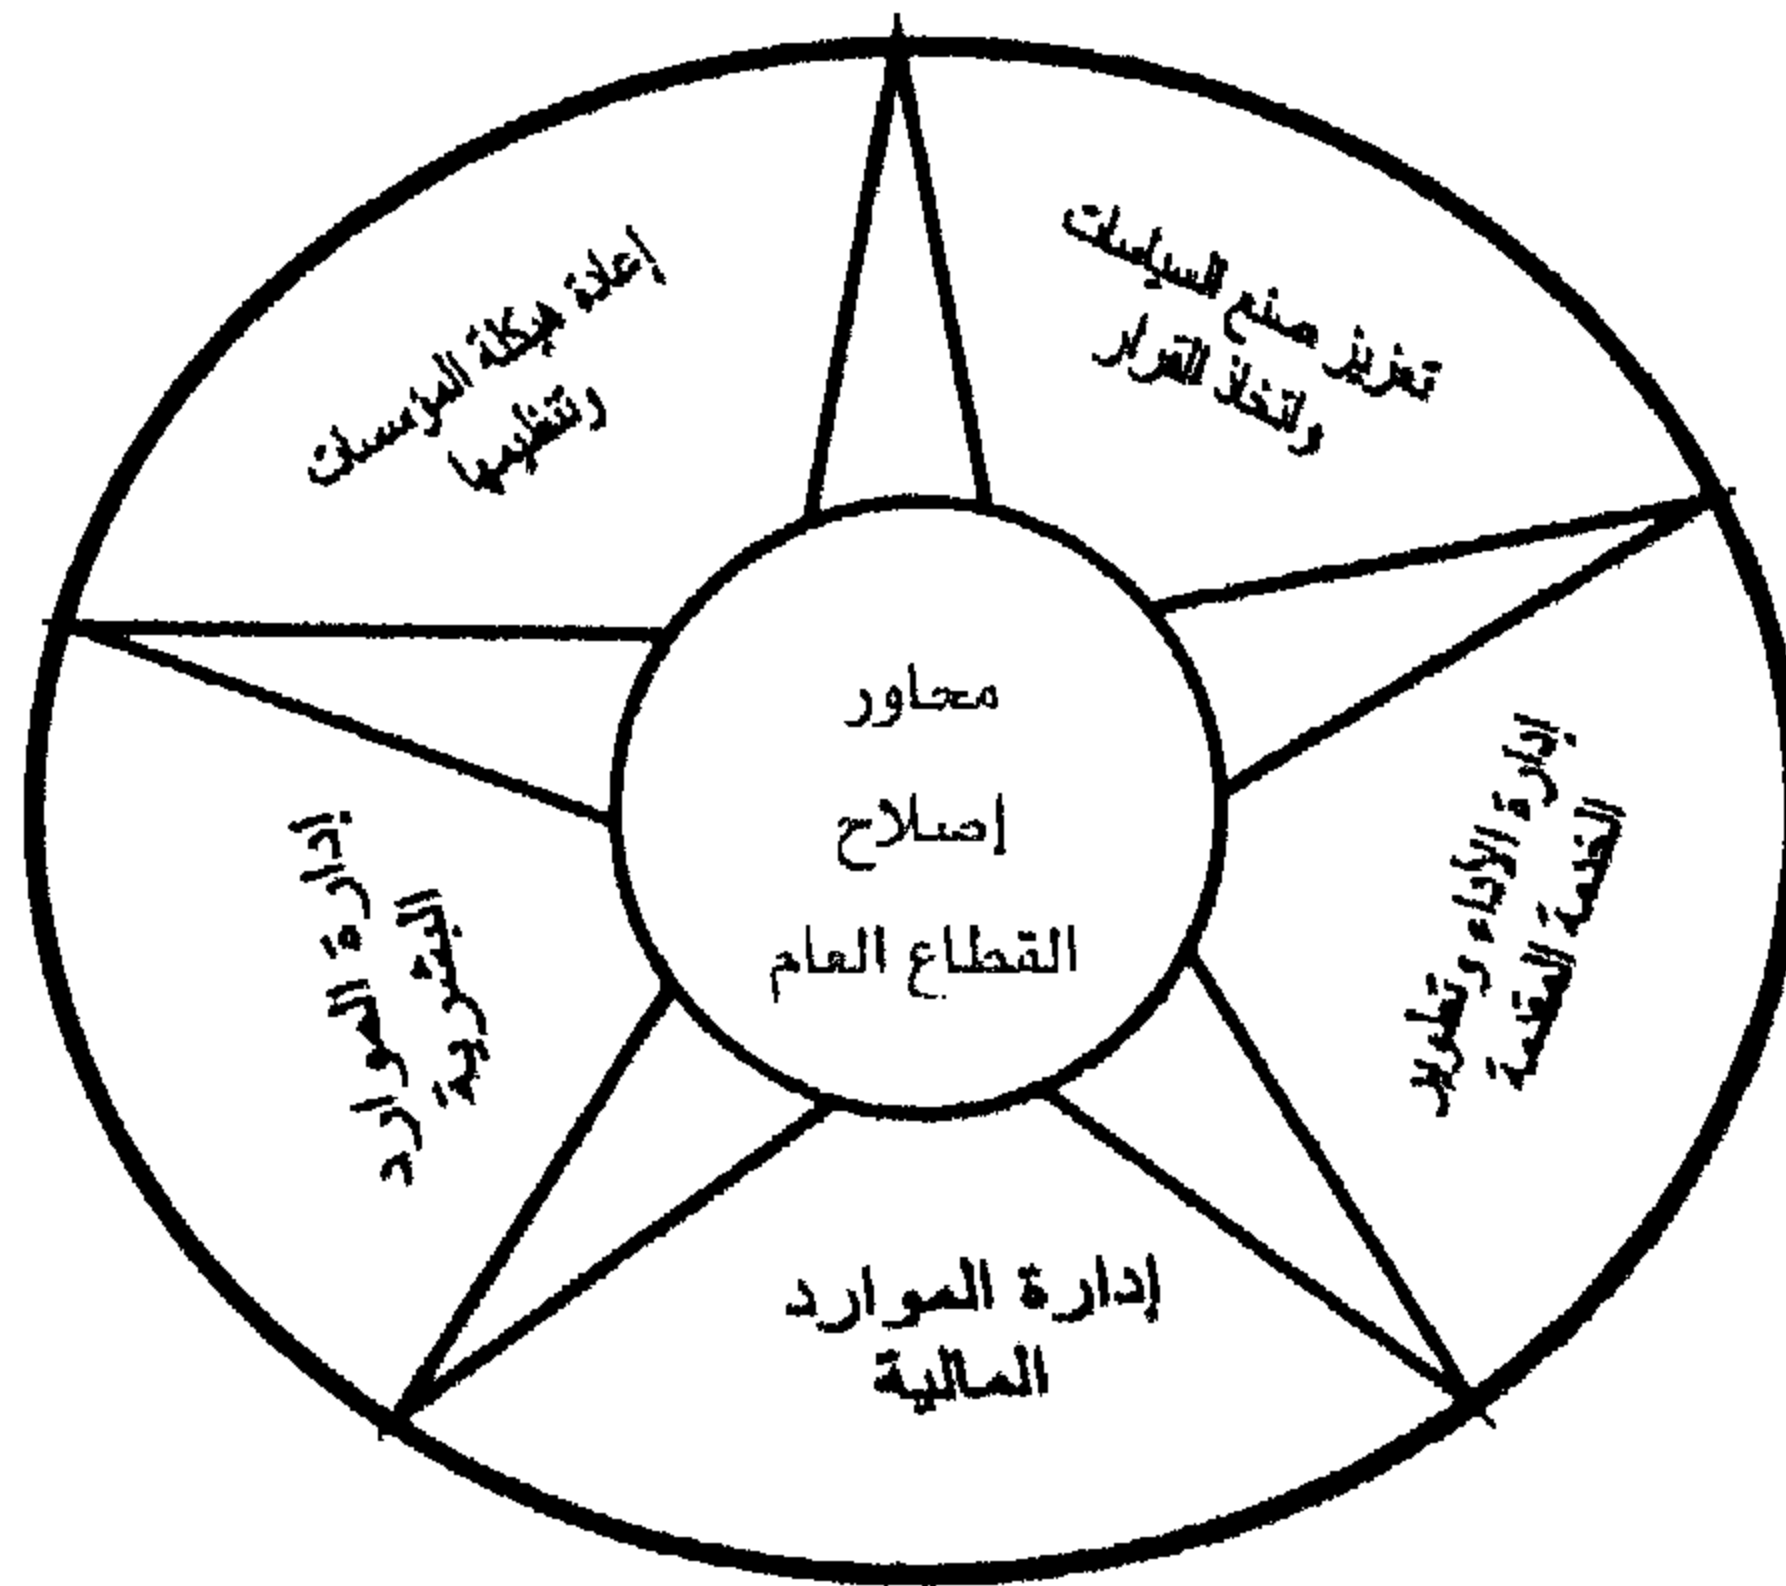 محاور
إصلاح
القطاع العام
تعزيز صنع السياسات
واتخاذ القرار
إدارة الأداء وتطوير
الخدمة المقدمة
إدارة الموارد
المالية
إدارة الموارد
البشرية
إعادة هيكلة المؤسسات
وتنظيمها